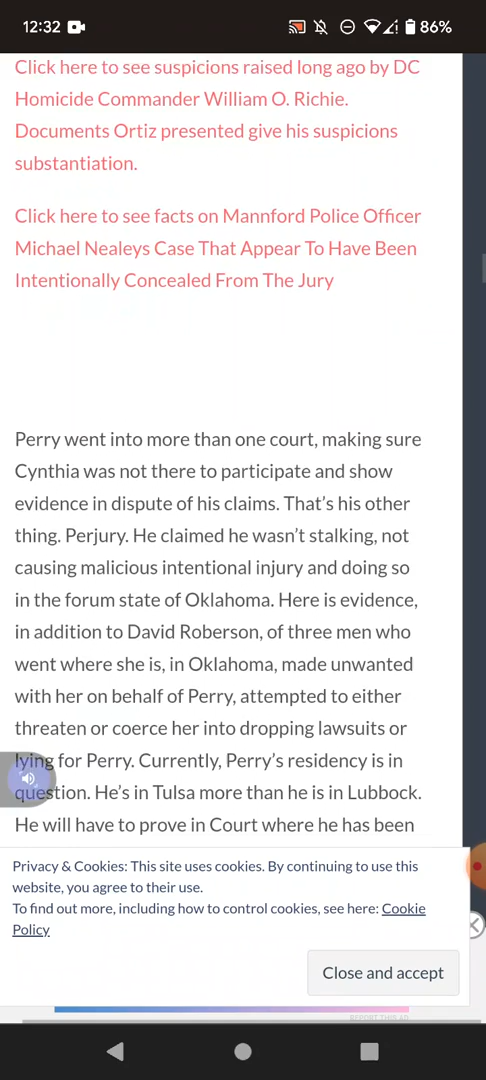 12:32
86%
Click here to see suspicions raised long ago by DC
Homicide Commander William O. Richie.
Documents Ortiz presented give his suspicions
substantiation.
Click here to see facts on Mannford Police Officer
Michael Nealeys Case That Appear To Have Been
Intentionally Concealed From The Jury
Perry went into more than one court, making sure
Cynthia was not there to participate and show
evidence in dispute of his claims. That’s his other
thing. Perjury. He claimed he wasn’t stalking, not
causing malicious intentional injury and doing so
in the forum state of Oklahoma. Here is evidence,
in addition to David Roberson, of three men who
went where she is, in Oklahoma, made unwanted
with her on behalf of Perry, attempted to either
threaten or coerce her into dropping lawsuits or
lying for Perry. Currently, Perry’s residency is in
question. He’s in Tulsa more than he is in Lubbock.
He will have to prove in Court where he has been
Privacy & Cookies: This site uses cookies. By continuing to use this
website, you agree to their use.
To find out more, including how to control cookies, see here: Cookie
Policy
Close and accept
REPORT THIS AD